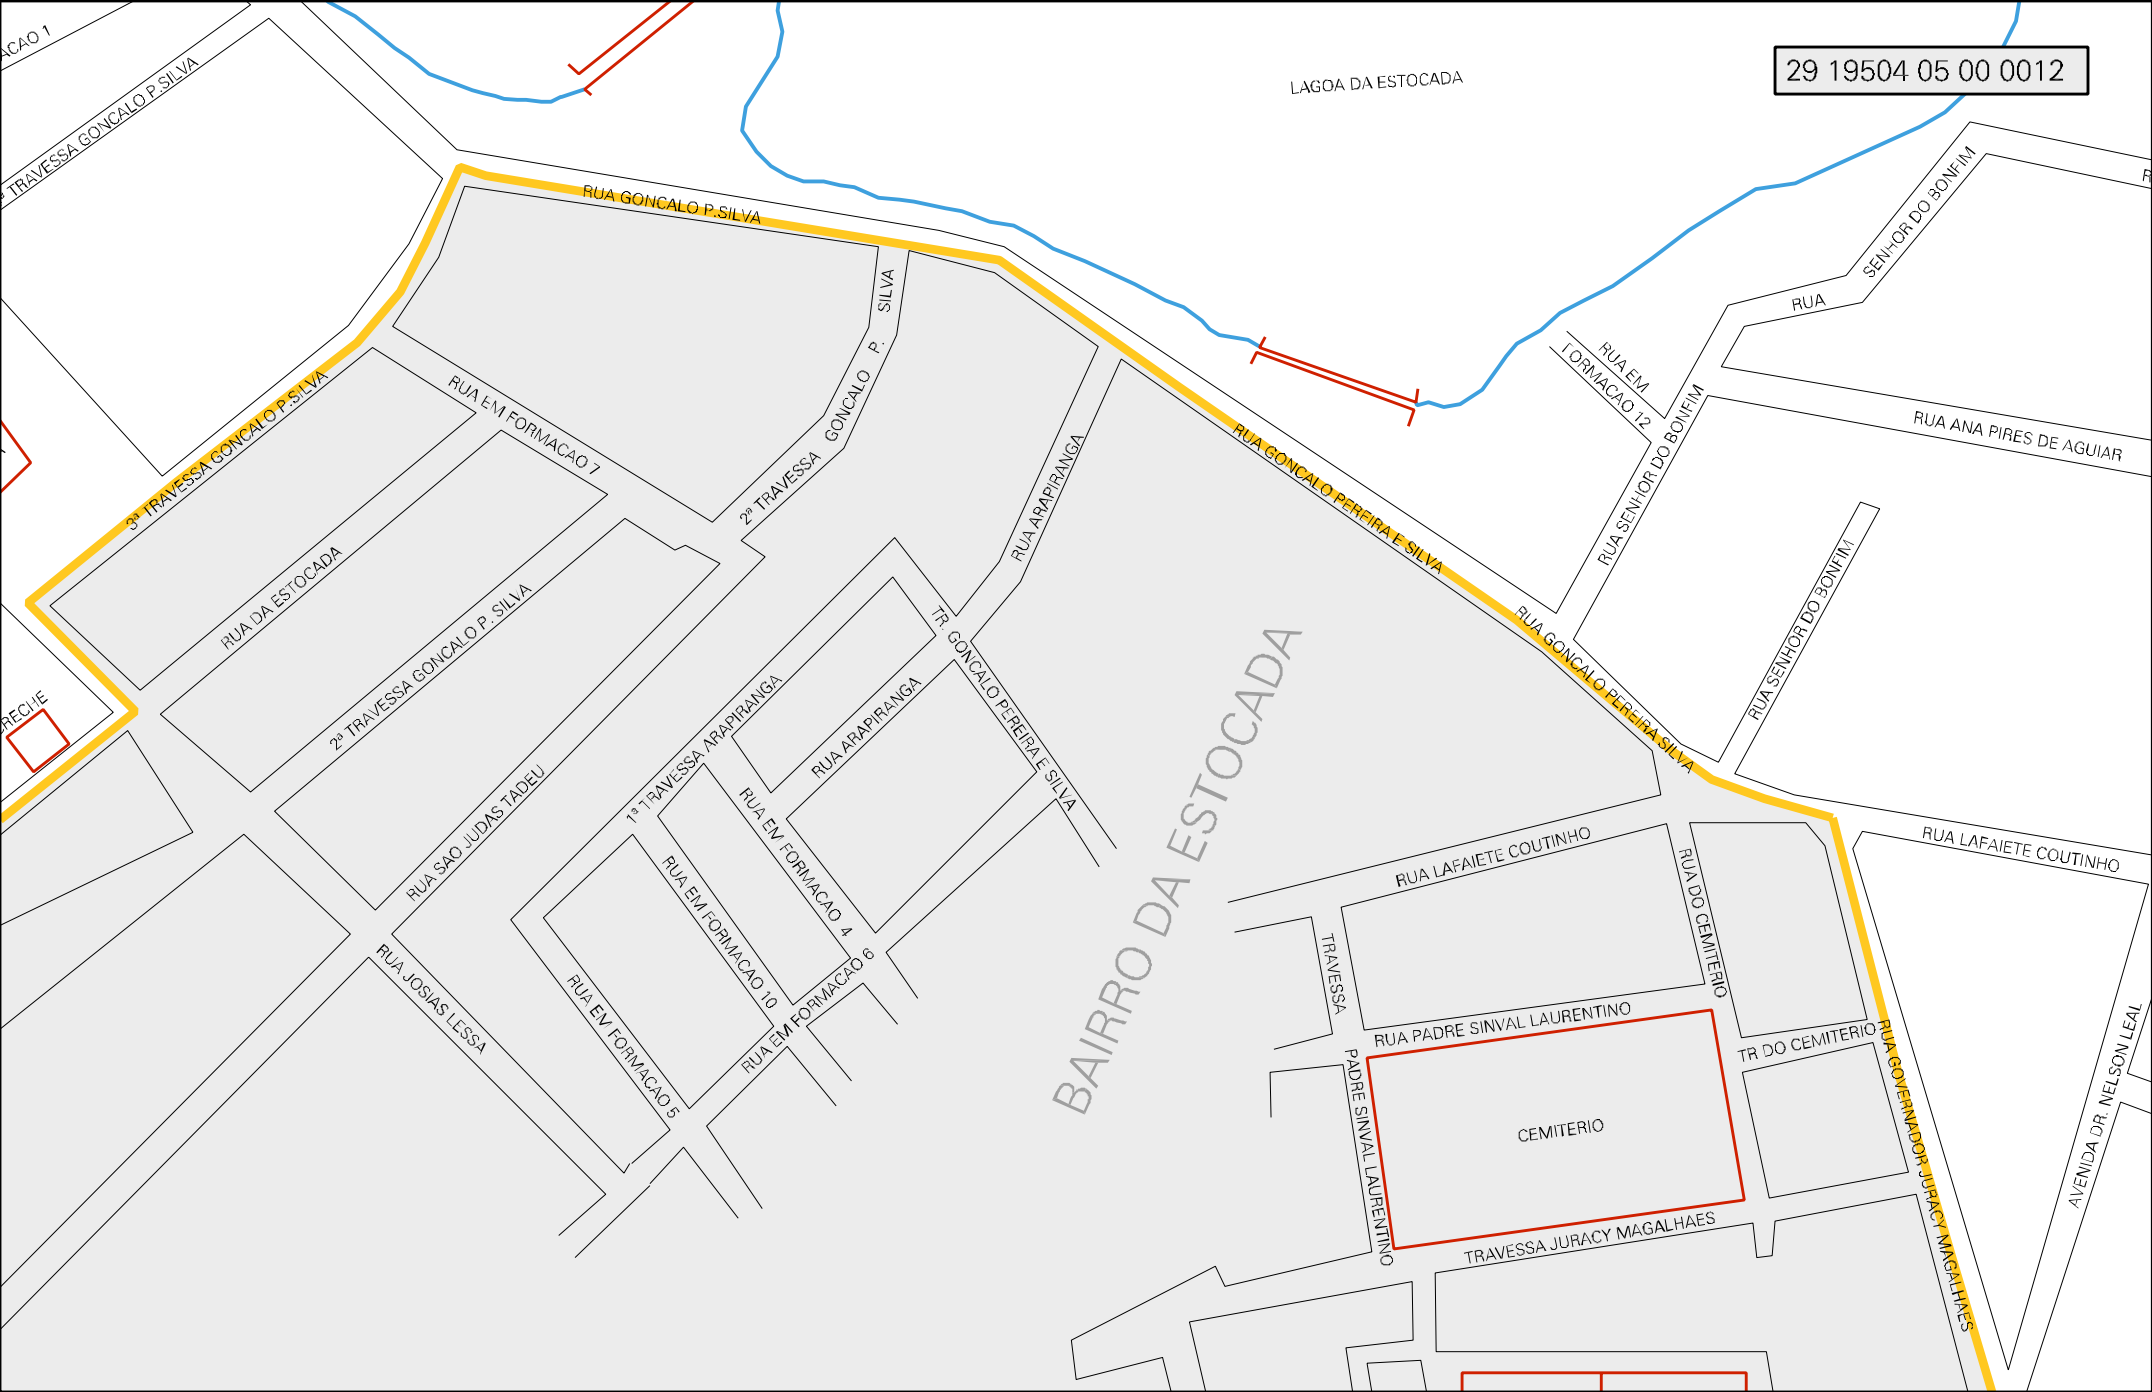 ACAO 1
TRAVESSA GONCALO P.SILVA
LAGOA DA ESTOCADA
29 19504 05 00 0012
RUA GONCALO P.SILVA
SENHOR DO BONFIM
RUA
SILVA
P.
GONCALO
2ª TRAVESSA
RUA EM
FORMACAO 12
RUA SENHOR DO BONFIM
RUA ANA PIRES DE AGUIAR
3ª TRAVESSA GONCALO P.SILVA
RUA EM FORMACAO 7
RUA ARAPIRANGA
RUA GONCALO PEREIRA E SILVA
RUA DA ESTOCADA
2ª TRAVESSA GONCALO P. SILVA
TR. GONCALO PEREIRA E SILVA
RUA GONCALO PEREIRA SILVA
RUA SENHOR DO BONFIM
RECHE
1ª TRAVESSA ARAPIRANGA
RUA ARAPIRANGA
BAIRRO DA ESTOCADA
RUA SAO JUDAS TADEU
RUA EM FORMACAO 4
RUA EM FORMACAO 10
RUA LAFAIETE COUTINHO
RUA LAFAIETE COUTINHO
RUA DO CEMITERIO
RUA JOSIAS LESSA
RUA EM FORMACAO 5
RUA EM FORMACAO 6
TRAVESSA
PADRE SINVAL LAURENTINO
RUA PADRE SINVAL LAURENTINO
TR DO CEMITERIO
CEMITERIO
RUA GOVERNADOR JURACY MAGALHAES
AVENIDA DR. NELSON LEAL
TRAVESSA JURACY MAGALHAES